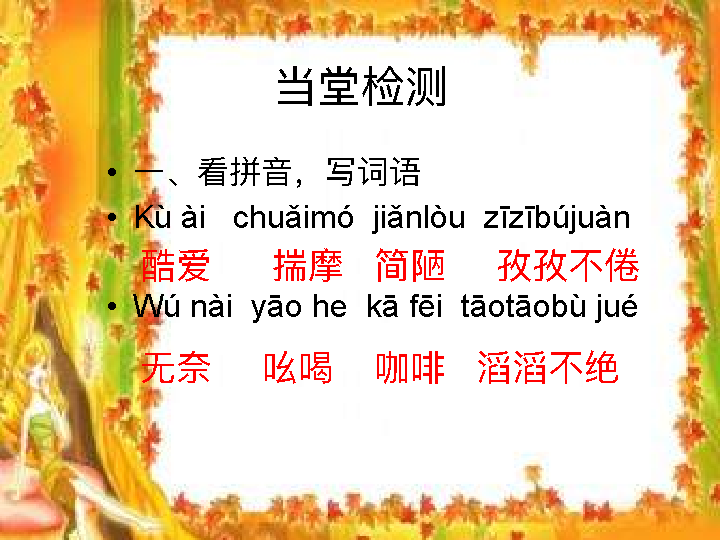 当堂检测
• 一、看拼音，写词语
• Kù ài chuǎimó jiǎnlòu zīzībújuàn
酷爱 揣摩 简陋 孜孜不倦
• Wú nài yāo he kā fēi tāotāobù jué
无奈 吆喝 咖啡 滔滔不绝